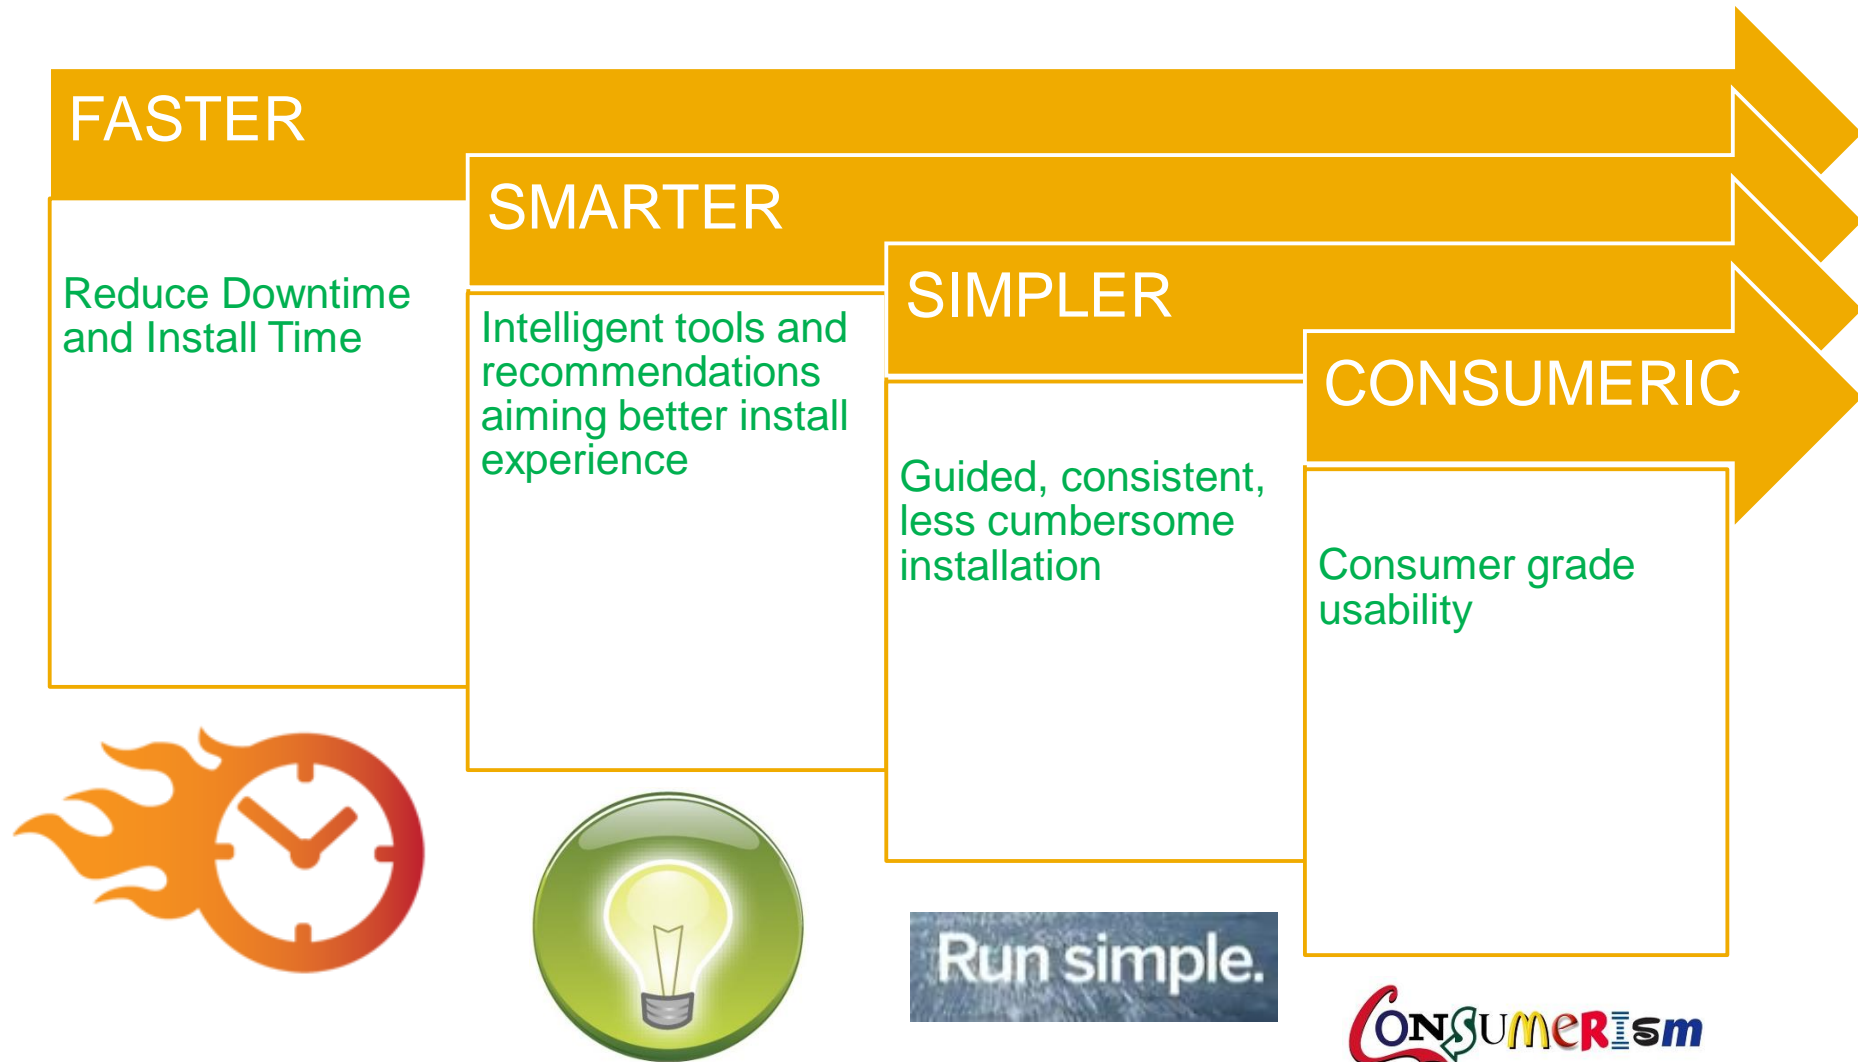 FASTER
Reduce Downtime
and Install Time
SMARTER
Intelligent tools and
recommendations
aiming better install
experience
SIMPLER
Guided, consistent,
less cumbersome
installation
CONSUMERIC
Consumer grade
usability
Run simple.
CONSUMERISm